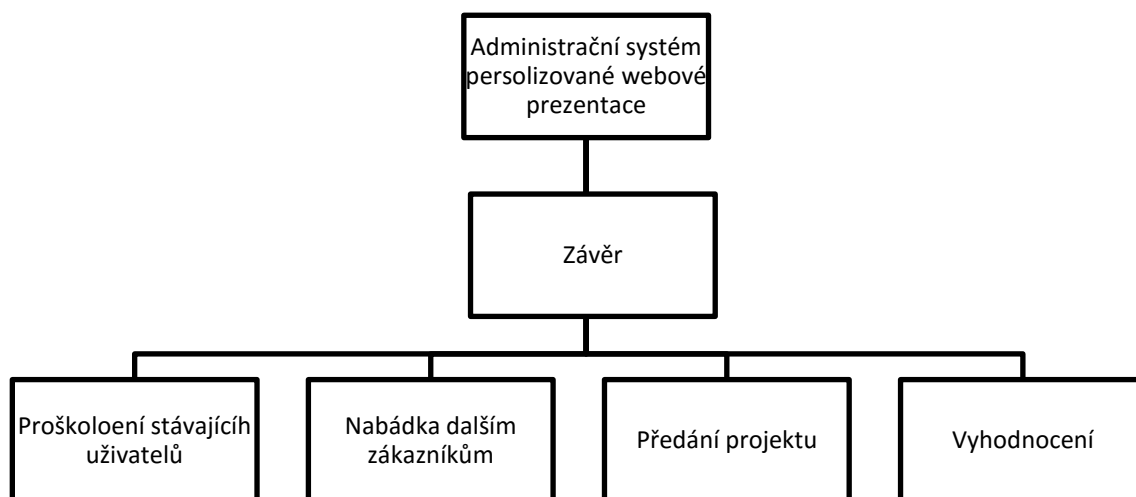 Administrační systém
persolizované webové
prezentace
Závěr
Proškoloení stávajícíh
uživatelů
Nabádka dalším
zákazníkům
Předání projektu
Vyhodnocení